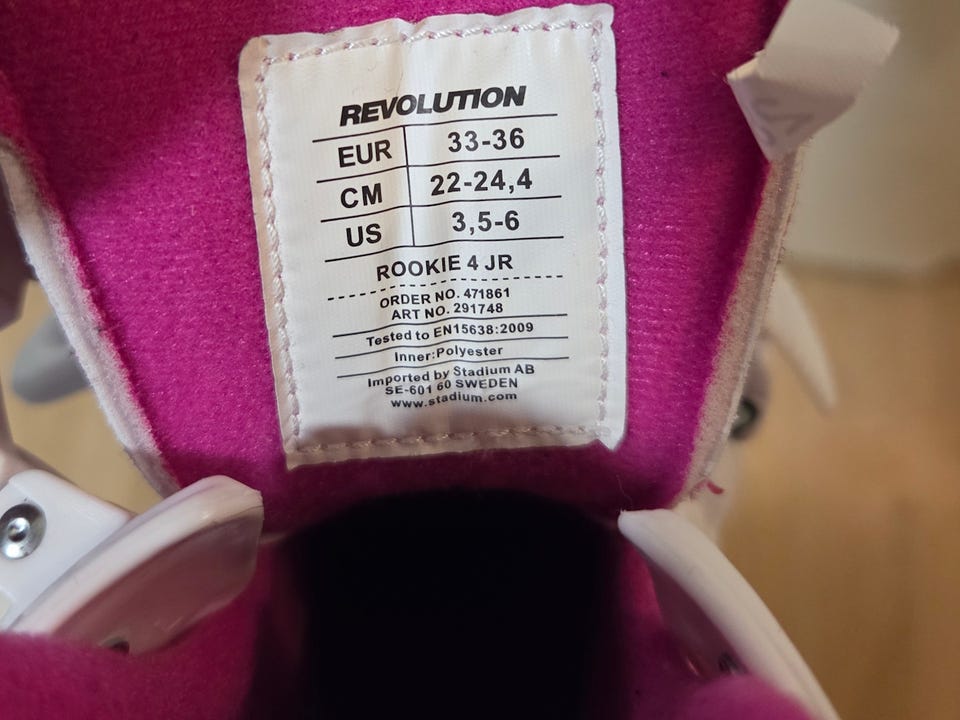 REVOLUTION
EUR 33-36
CM 22-24,4
US 3,5-6
ROOKIE 4 JR
ORDER NO. 471861
ART NO. 291748
Tested to EN15638:2009
Inner:Polyester
Imported by Stadium AB
SE-601 60 SWEDEN
www.stadium.com